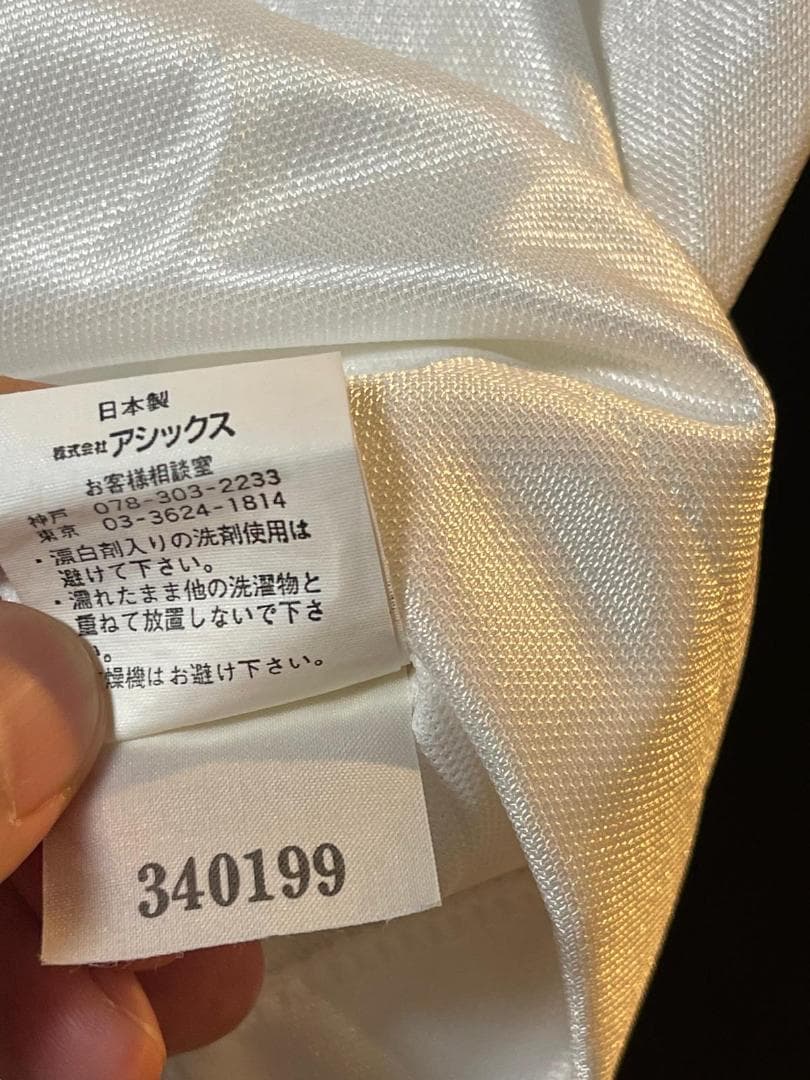 日本製
株式会社アシックス
お客様相談室
神戸 078-303-2233
東京 03-3624-1814
・漂白剤入りの洗剤使用は
避けて下さい。
・濡れたまま他の洗濯物と
重ねて放置しないで下さ
い。
燥機はお避け下さい。
340199